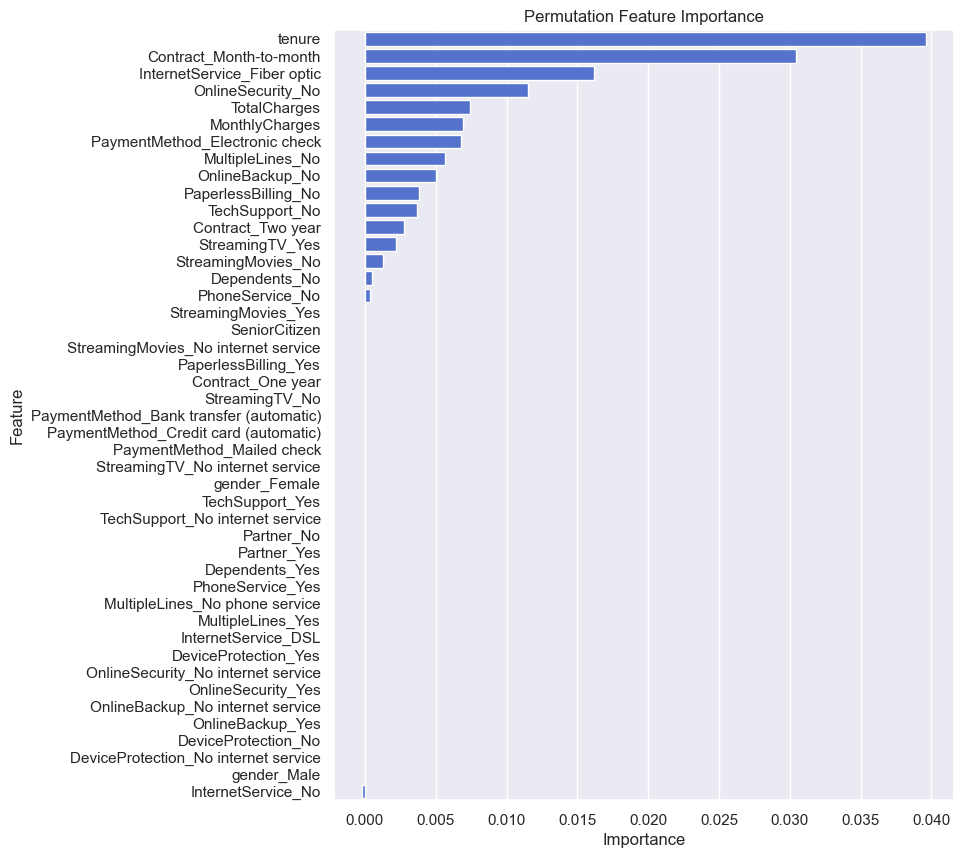 Permutation Feature Importance
tenure
Contract_Month-to-month
InternetService_Fiber optic
OnlineSecurity_No
TotalCharges
MonthlyCharges
PaymentMethod_Electronic check
MultipleLines_No
OnlineBackup_No
PaperlessBilling_No
TechSupport_No
Contract_Two year
StreamingTV_Yes
StreamingMovies_No
Dependents_No
PhoneService_No
StreamingMovies_Yes
SeniorCitizen
StreamingMovies_No internet service
PaperlessBilling_Yes
Contract_One year
StreamingTV_No
PaymentMethod_Bank transfer (automatic)
PaymentMethod_Credit card (automatic)
PaymentMethod_Mailed check
StreamingTV_No internet service
gender_Female
TechSupport_Yes
TechSupport_No internet service
Partner_No
Partner_Yes
Dependents_Yes
PhoneService_Yes
MultipleLines_No phone service
MultipleLines_Yes
InternetService_DSL
DeviceProtection_Yes
OnlineSecurity_No internet service
OnlineSecurity_Yes
OnlineBackup_No internet service
OnlineBackup_Yes
DeviceProtection_No
DeviceProtection_No internet service
gender_Male
InternetService_No
Feature
0.000 0.005 0.010 0.015 0.020 0.025 0.030 0.035 0.040
Importance